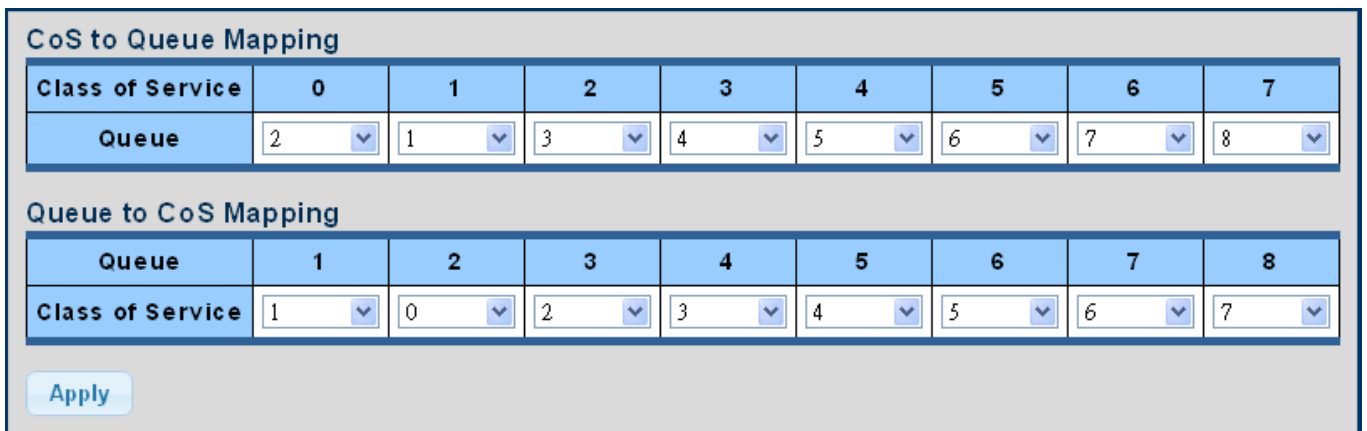 CoS to Queue Mapping
Class of Service 0 1 2 3 4 5 6 7
Queue 2 1 3 4 5 6 7 8
Queue to CoS Mapping
Queue 1 2 3 4 5 6 7 8
Class of Service 1 0 2 3 4 5 6 7
Apply